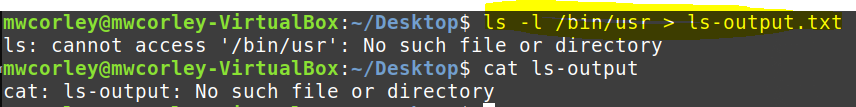 mwcorley@mwcorley-VirtualBox:~/Desktop$ ls -l /bin/usr > ls-output.txt
ls: cannot access '/bin/usr': No such file or directory
mwcorley@mwcorley-VirtualBox:~/Desktop$ cat ls-output
cat: ls-output: No such file or directory